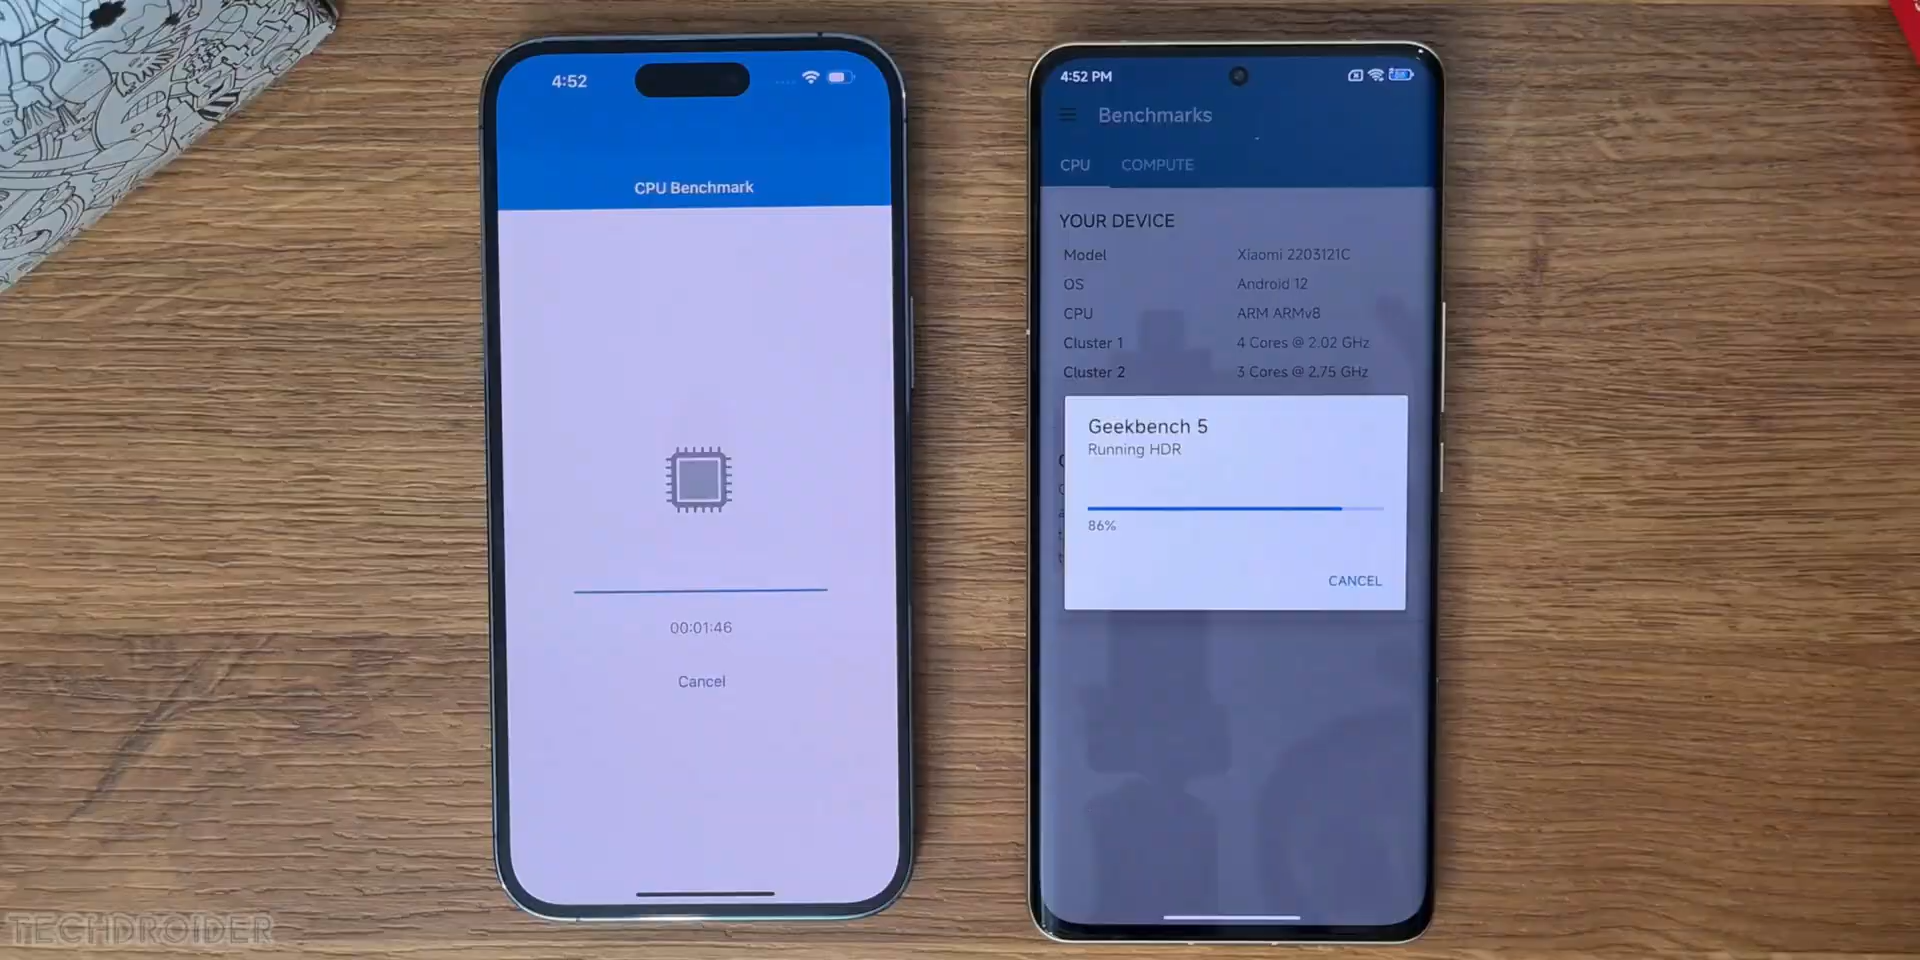 4:52
CPU Benchmark
00:01:46
Cancel
4:52 PM
Benchmarks
CPU COMPUTE
YOUR DEVICE
Model Xiaomi 2203121C
OS Android 12
CPU ARM ARMv8
Cluster 1 4 Cores @ 2.02 GHz
Cluster 2 3 Cores @ 2.75 GHz
Geekbench 5
Running HDR
86%
CANCEL
TECHDROIDER